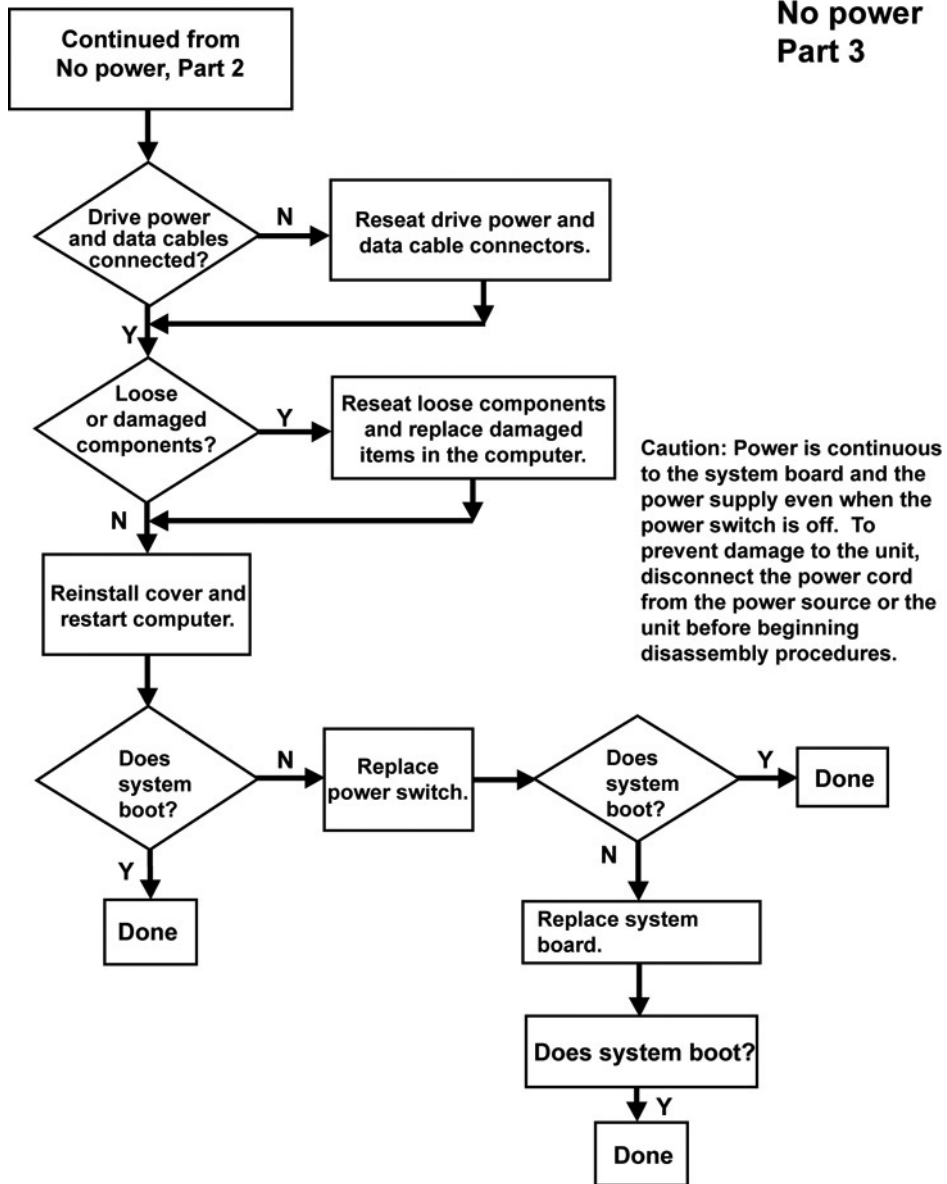 No power
Part 3
Continued from
No power, Part 2
Drive power
and data cables
connected?
N
Reseat drive power and
data cable connectors.
Y
Loose
or damaged
components?
Y
Reseat loose components
and replace damaged
items in the computer.
N
Caution: Power is continuous
to the system board and the
power supply even when the
power switch is off. To
prevent damage to the unit,
disconnect the power cord
from the power source or the
unit before beginning
disassembly procedures.
Reinstall cover and
restart computer.
Does
system
boot?
N
Replace
power switch.
Does
system
boot?
Y
Done
Y
Done
N
Replace system
board.
Does system boot?
Y
Done